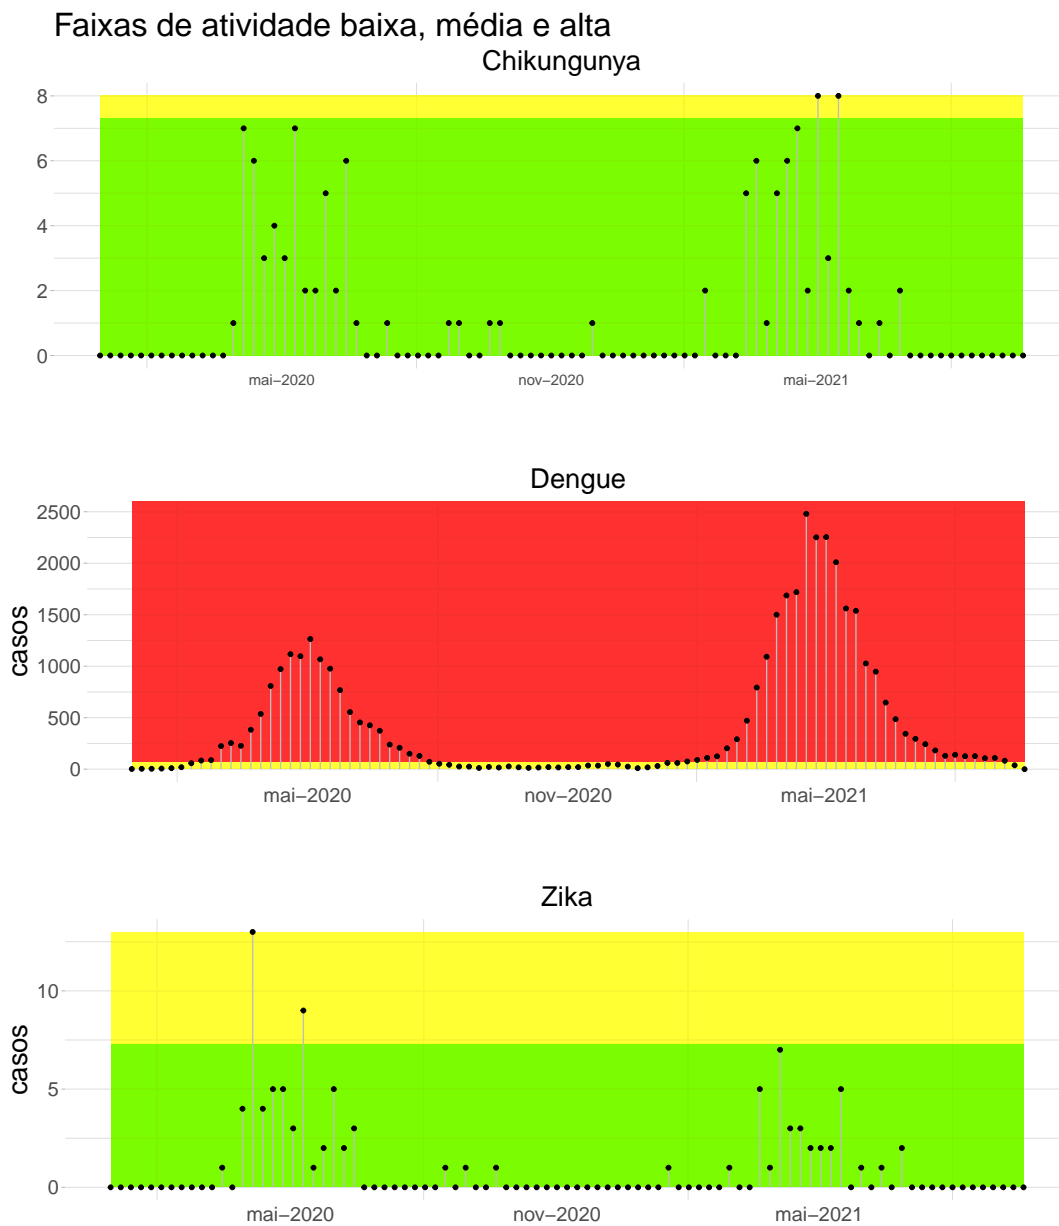 Faixas de atividade baixa, média e alta
Chikungunya
8
6
4
2
0
mai−2020 nov−2020 mai−2021
Dengue
casos
2500
2000
1500
1000
500
0
mai−2020 nov−2020 mai−2021
Zika
casos
10
5
0
mai−2020 nov−2020 mai−2021